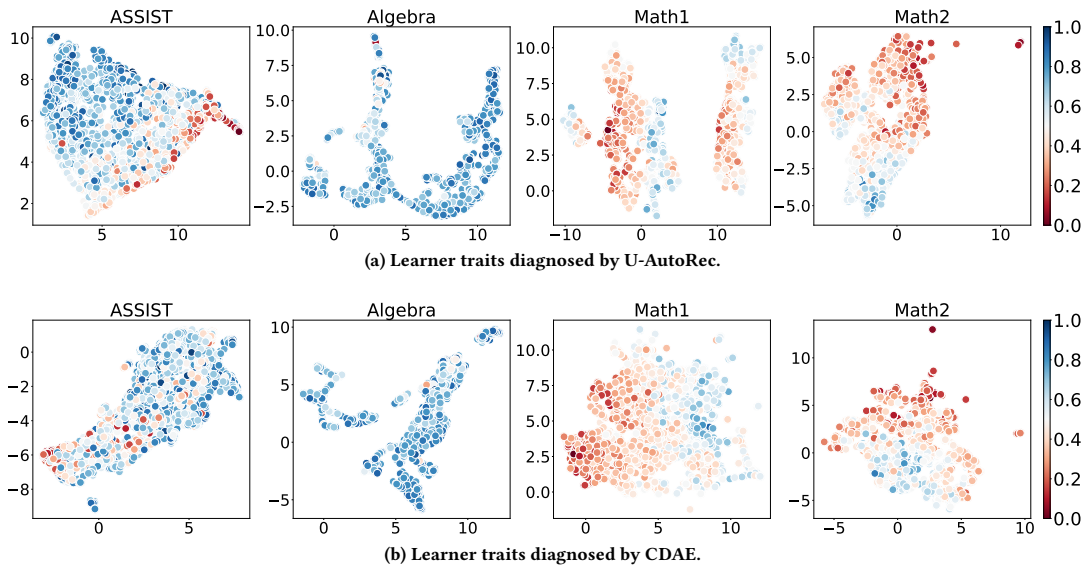 ASSIST Algebra Math1 Math2
10 8 6 4 2
5 10
10.0 7.5 5.0 2.5 0.0 −2.5
0 5 10
10.0 7.5 5.0 2.5 0.0
−10 0 10
5.0 2.5 0.0 −2.5 −5.0
0 10
1.0 0.8 0.6 0.4 0.2 0.0
(a) Learner traits diagnosed by U-AutoRec.
ASSIST Algebra Math1 Math2
0 −2 −4 −6 −8
0 5
10 5 0 −5
0 5 10
10.0 7.5 5.0 2.5 0.0
0 5 10
10 5 0 −5
−5 0 5 10
1.0 0.8 0.6 0.4 0.2 0.0
(b) Learner traits diagnosed by CDAE.